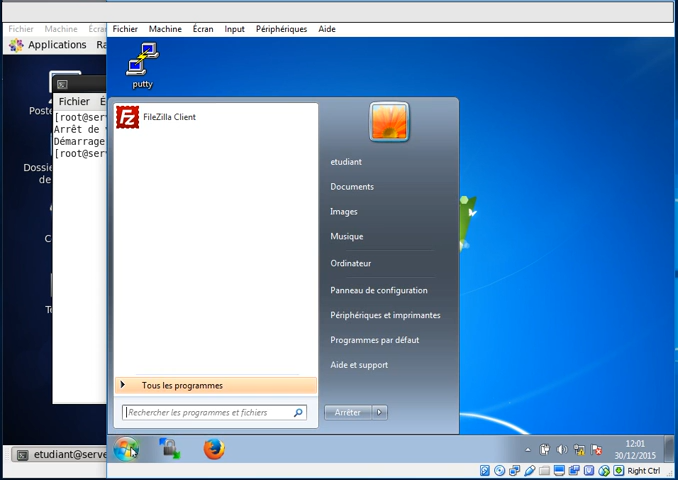 Fichier Machine Écran
Fichier Machine Écran Input Périphériques Aide
Applications
putty
Fichier
[root@serv
Arrêt de
Démarrage
[root@serv
Dossie
de
FileZilla Client
etudiant
Documents
Images
Musique
Ordinateur
Panneau de configuration
Périphériques et imprimantes
Programmes par défaut
Aide et support
Tous les programmes
Rechercher les programmes et fichiers
Arrêter
etudiant@serve
12:01
30/12/2015
Right Ctrl